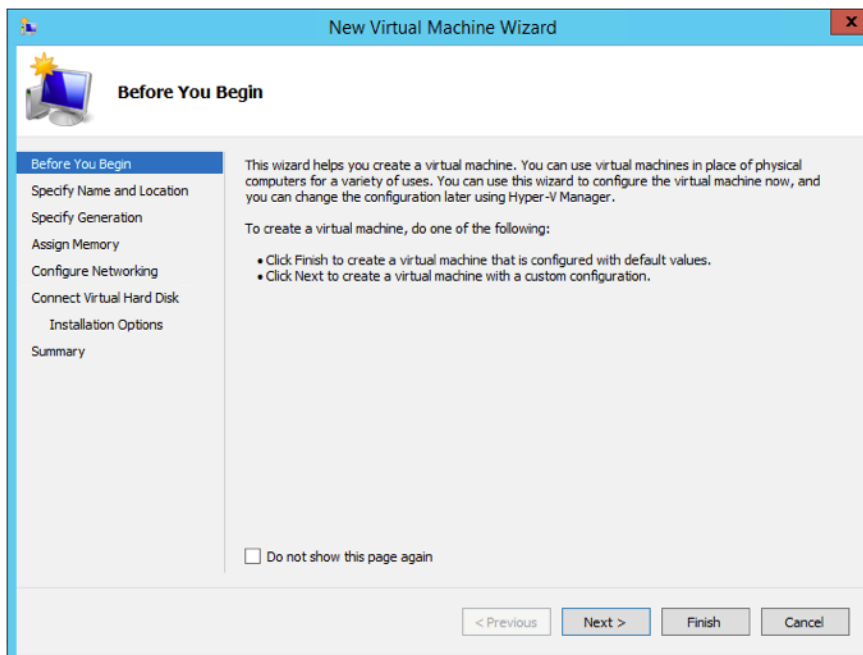 New Virtual Machine Wizard
x
Before You Begin
Before You Begin
Specify Name and Location
Specify Generation
Assign Memory
Configure Networking
Connect Virtual Hard Disk
Installation Options
Summary
This wizard helps you create a virtual machine. You can use virtual machines in place of physical
computers for a variety of uses. You can use this wizard to configure the virtual machine now, and
you can change the configuration later using Hyper-V Manager.
To create a virtual machine, do one of the following:
• Click Finish to create a virtual machine that is configured with default values.
• Click Next to create a virtual machine with a custom configuration.
Do not show this page again
< Previous
Next >
Finish
Cancel